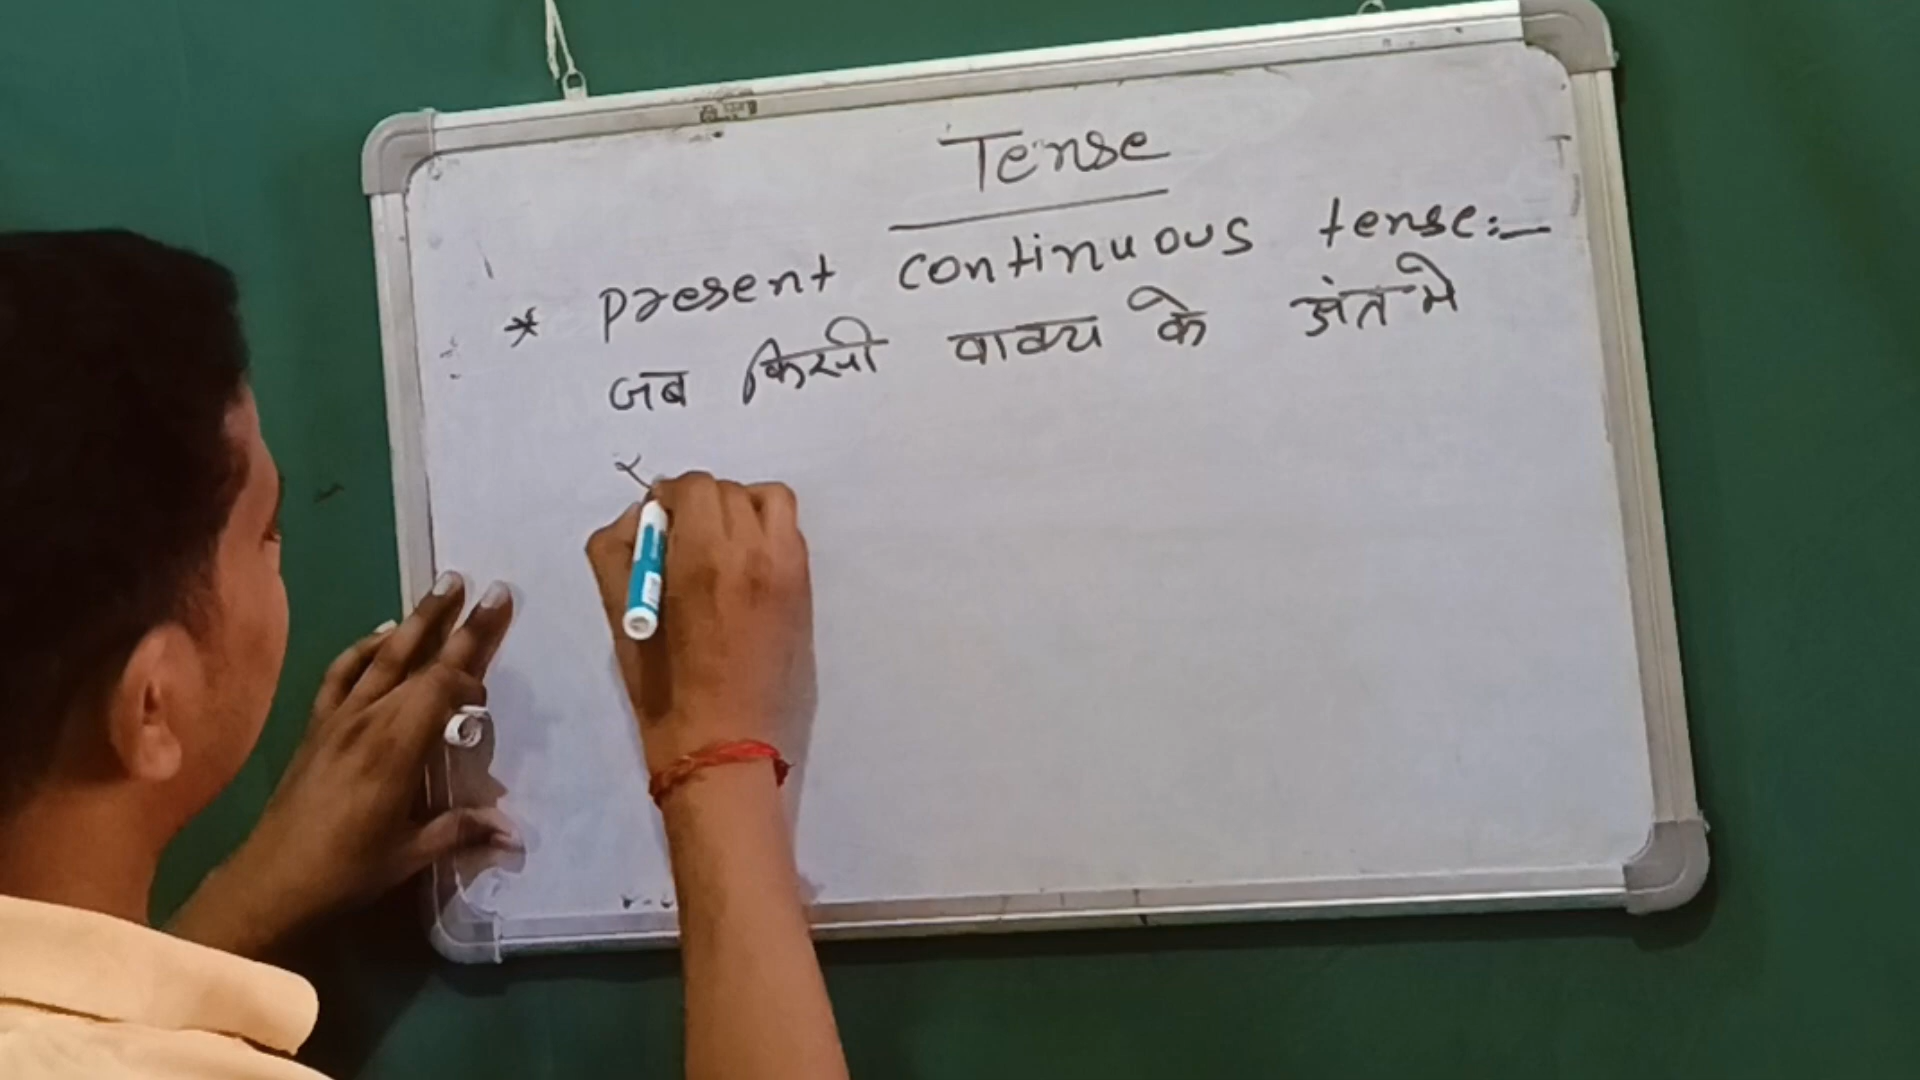 Tense
* present continuous tense:-
जब किसी वाक्य के अंत मे